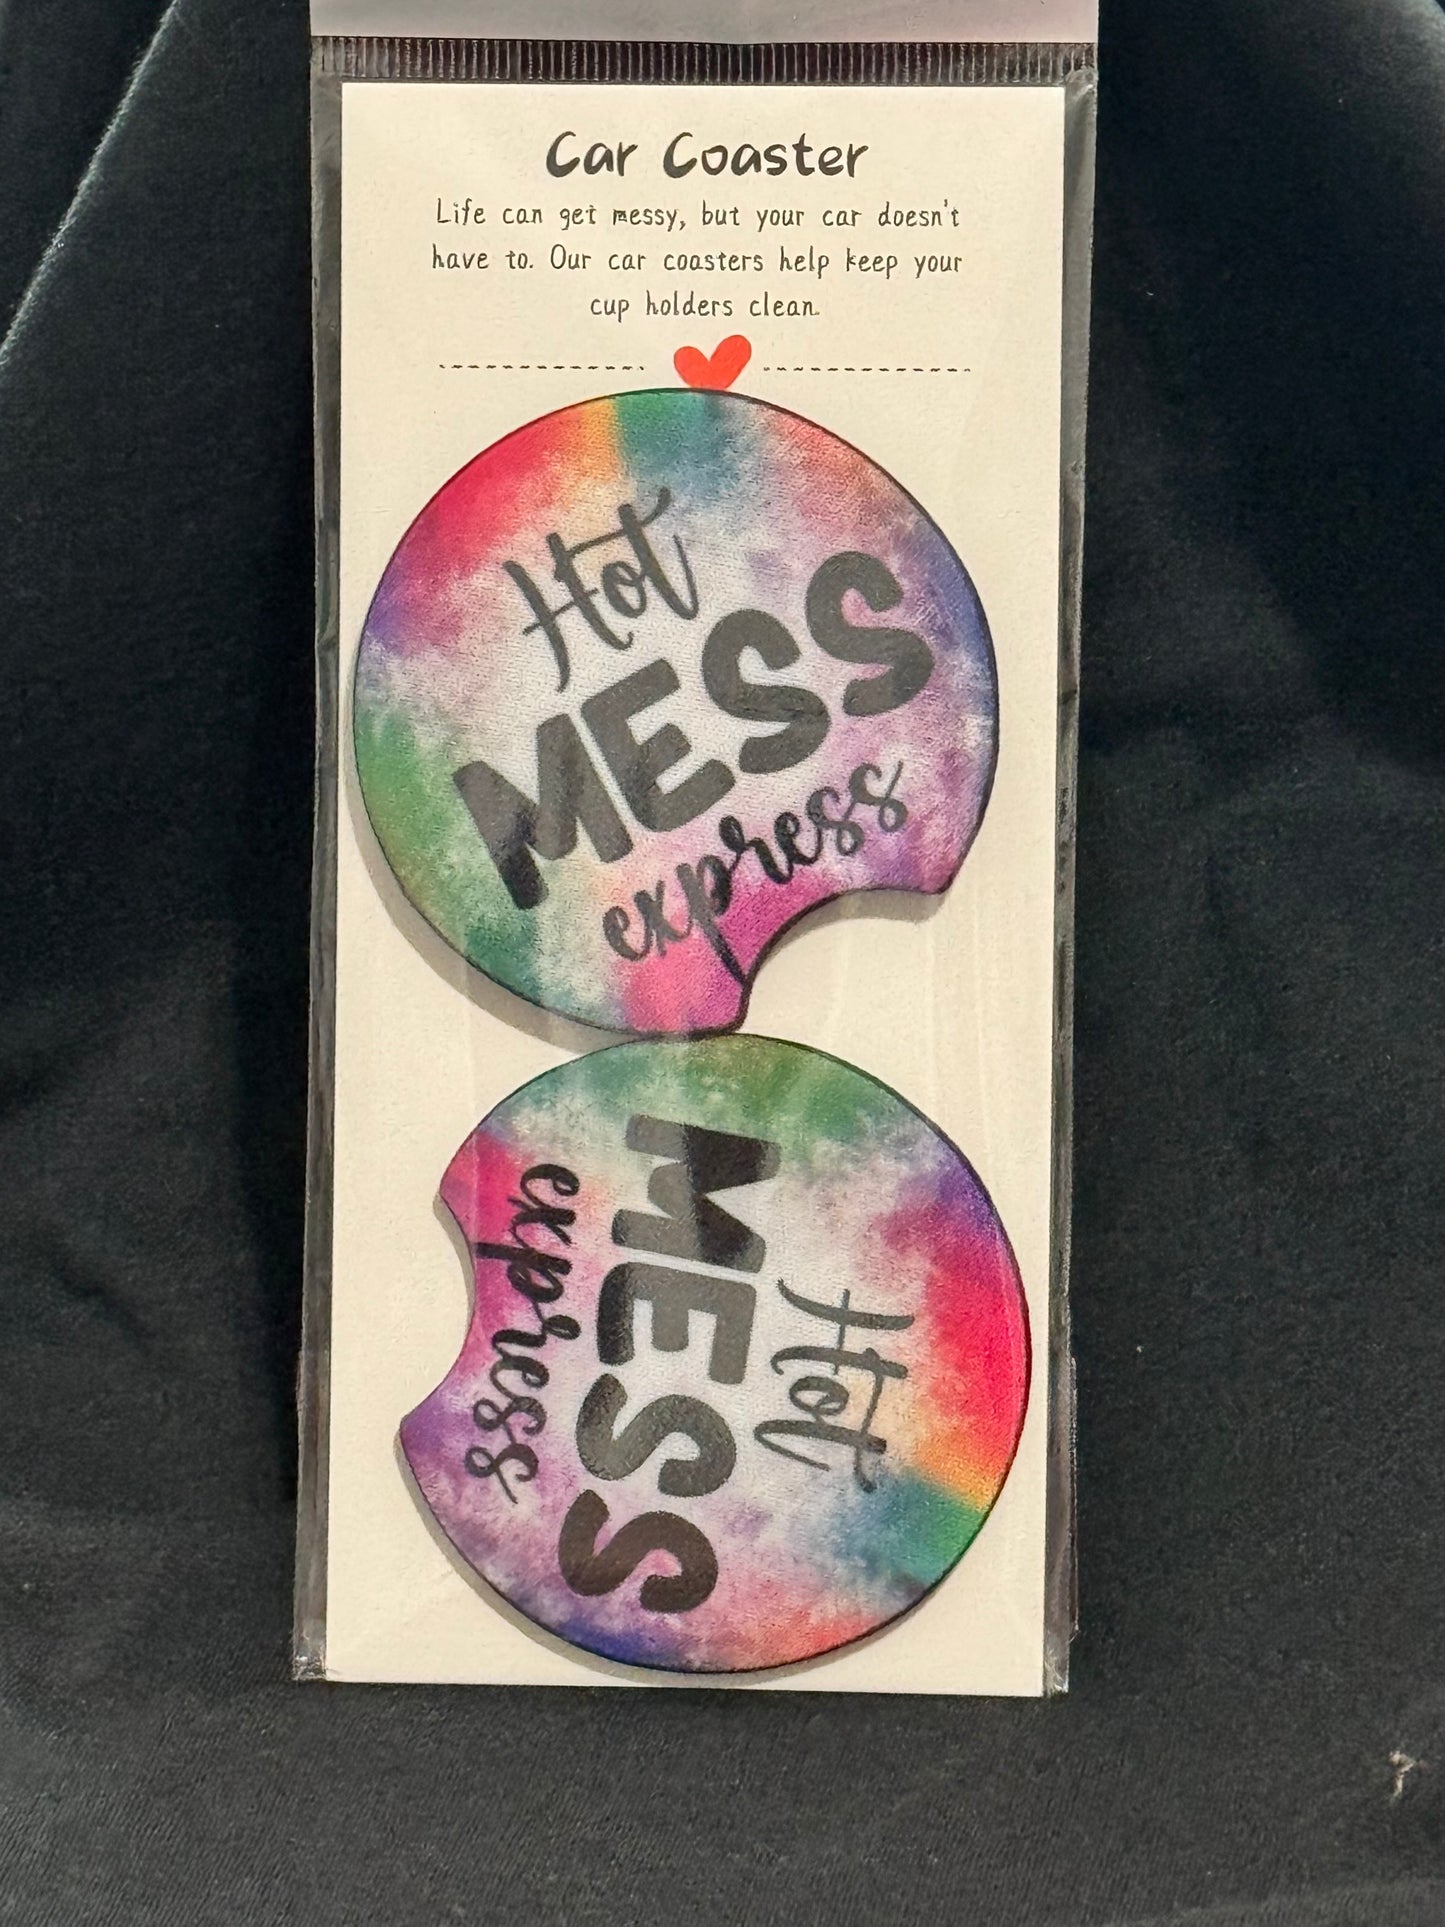 Car Coaster
Life can get messy, but your car doesn't
have to. Our car coasters help keep your
cup holders clean.
Hot
MESS
express
Hot
MESS
express